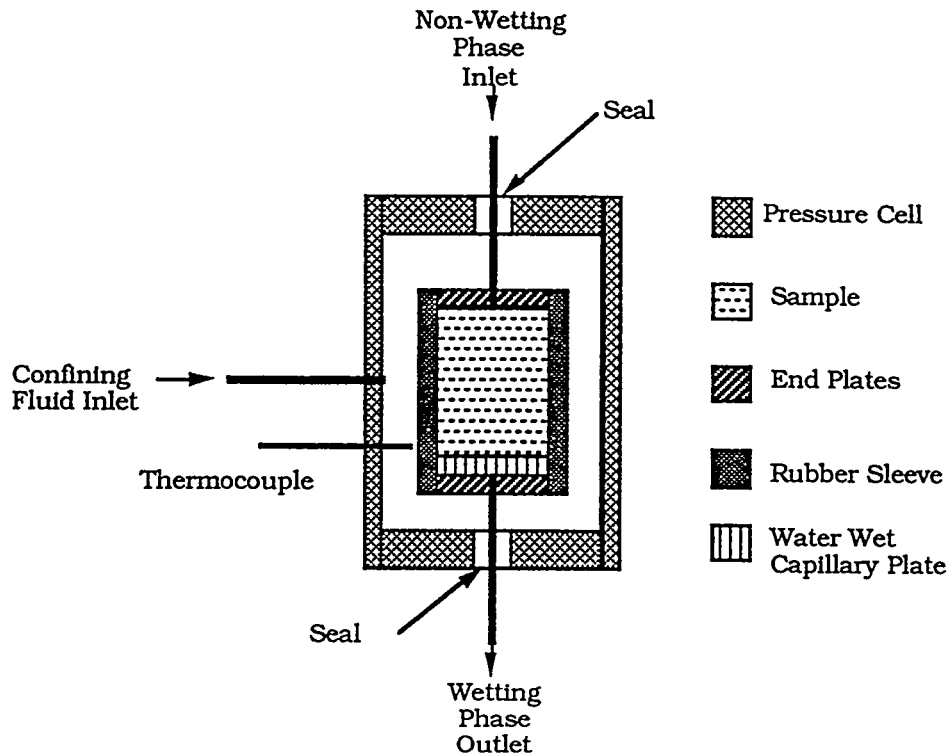 Non-Wetting
Phase
Inlet
Seal
Pressure Cell
Sample
End Plates
Rubber Sleeve
Water Wet
Capillary Plate
Confining
Fluid Inlet
Thermocouple
Seal
Wetting
Phase
Outlet